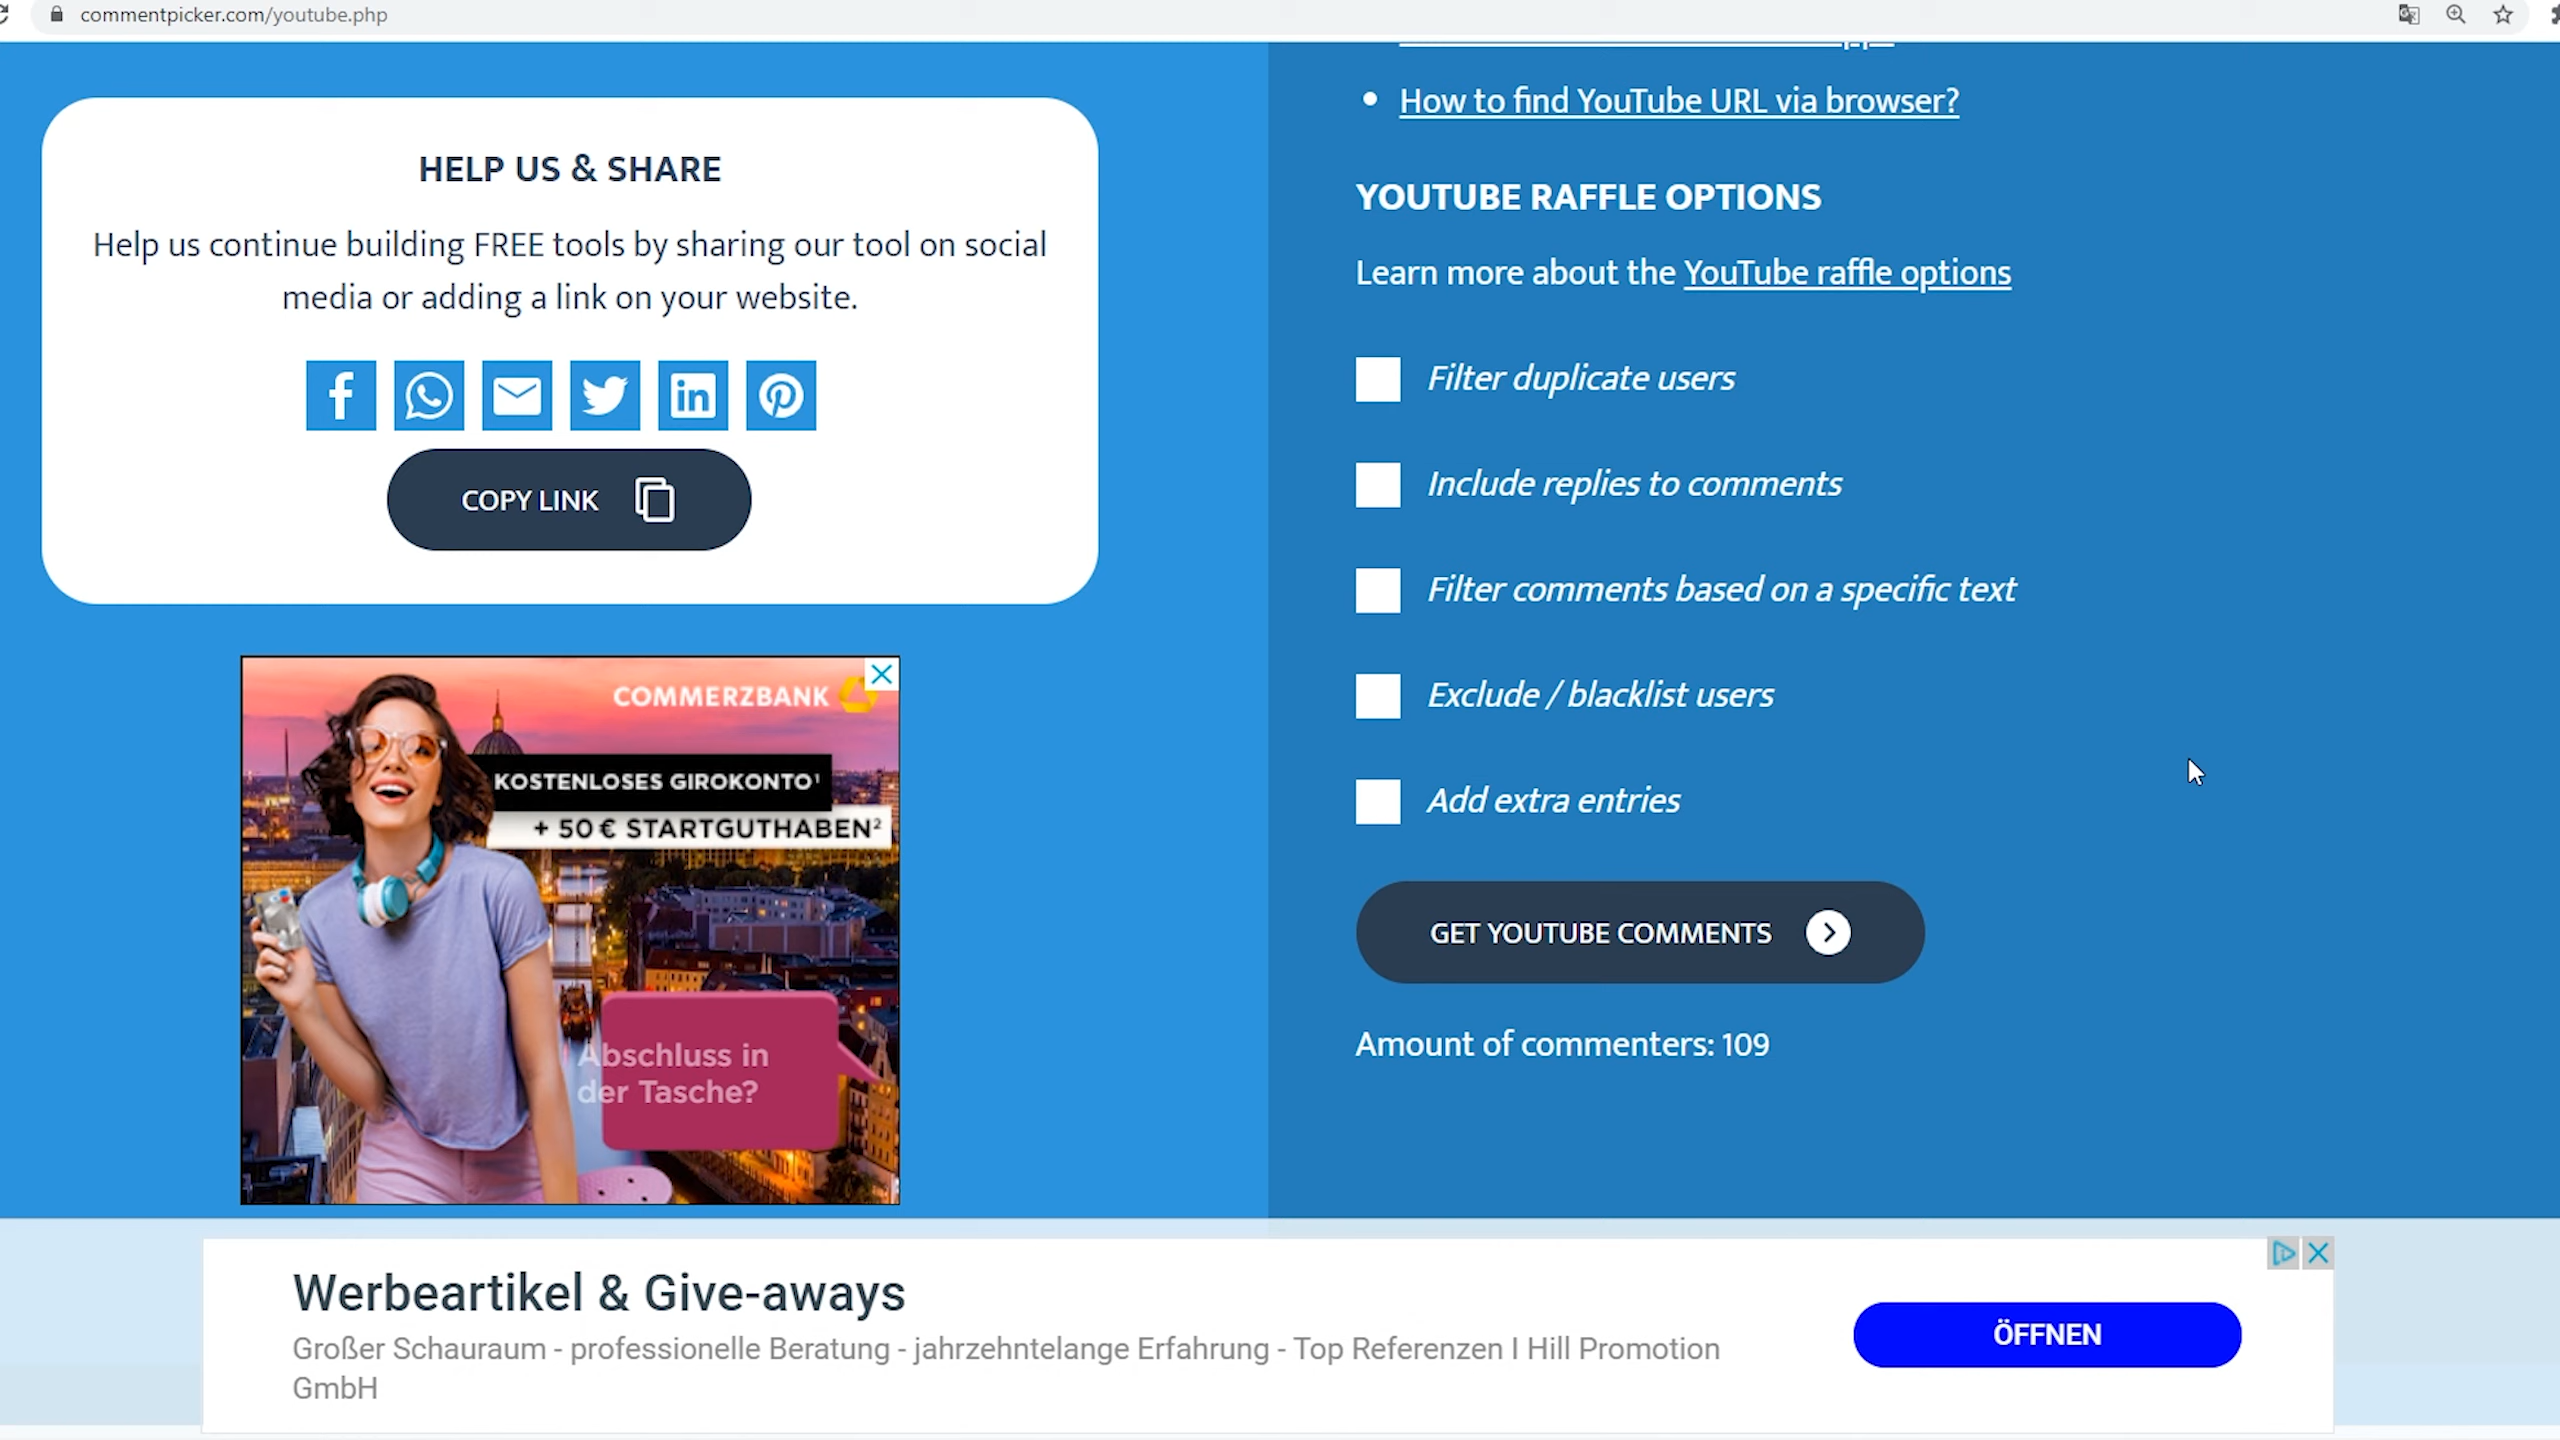 commentpicker.com/youtube.php
How to find YouTube URL via browser?
HELP US & SHARE
Help us continue building FREE tools by sharing our tool on social
media or adding a link on your website.
COPY LINK
COMMERZBANK
KOSTENLOSES GIROKONTO¹
+ 50 € STARTGUTHABEN²
Abschluss in
der Tasche?
YOUTUBE RAFFLE OPTIONS
Learn more about the YouTube raffle options
Filter duplicate users
Include replies to comments
Filter comments based on a specific text
Exclude / blacklist users
Add extra entries
GET YOUTUBE COMMENTS
Amount of commenters: 109
Werbeartikel & Give-aways
Großer Schauraum - professionelle Beratung - jahrzehntelange Erfahrung - Top Referenzen I Hill Promotion
GmbH
ÖFFNEN